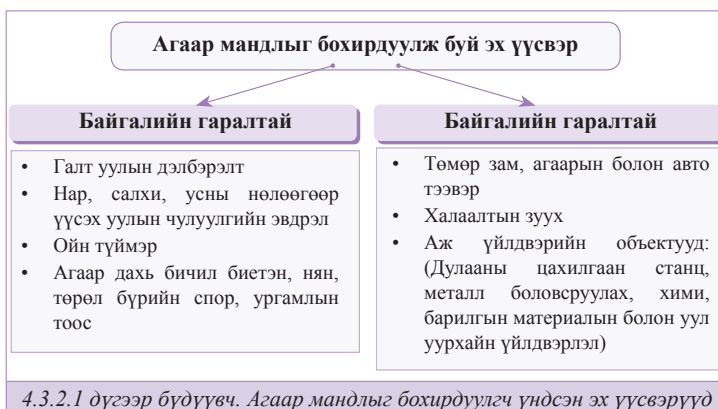 Агаар мандлыг бохирдуулж буй эх үүсвэр
Байгалийн гаралтай
• Галт уулын дэлбэрэлт
• Нар, салхи, усны нөлөөгөөр
үүсэх уулын чулуулгийн эвдрэл
• Ойн түймэр
• Агаар дахь бичил биетэн, нян,
төрөл бүрийн спор, ургамлын
тоос
Байгалийн гаралтай
• Төмөр зам, агаарын болон авто
тээвэр
• Халаалтын зуух
• Аж үйлдвэрийн объектууд:
(Дулааны цахилгаан станц,
металл боловсруулах, хими,
барилгын материалын болон уул
уурхайн үйлдвэрлэл)
4.3.2.1 дүгээр бүдүүвч. Агаар мандлыг бохирдуулагч үндсэн эх үүсвэрүүд